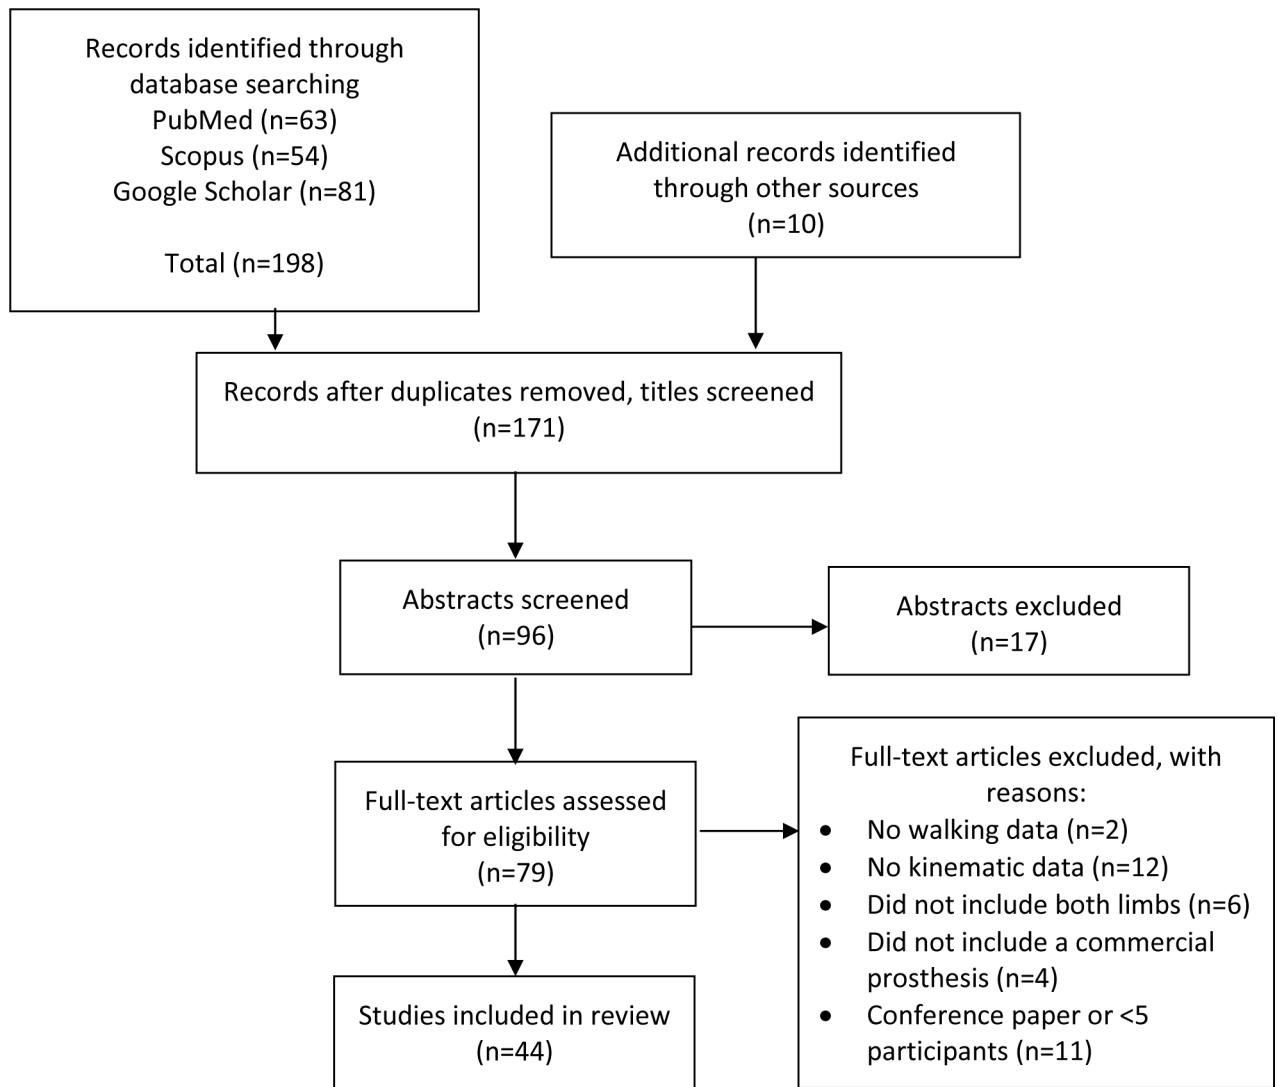 Records identified through
database searching
PubMed (n=63)
Scopus (n=54)
Google Scholar (n=81)
Total (n=198)
Additional records identified
through other sources
(n=10)
Records after duplicates removed, titles screened
(n=171)
Abstracts screened
(n=96)
Abstracts excluded
(n=17)
Full-text articles assessed
for eligibility
(n=79)
Full-text articles excluded, with
reasons:
• No walking data (n=2)
• No kinematic data (n=12)
• Did not include both limbs (n=6)
• Did not include a commercial
prosthesis (n=4)
• Conference paper or <5
participants (n=11)
Studies included in review
(n=44)